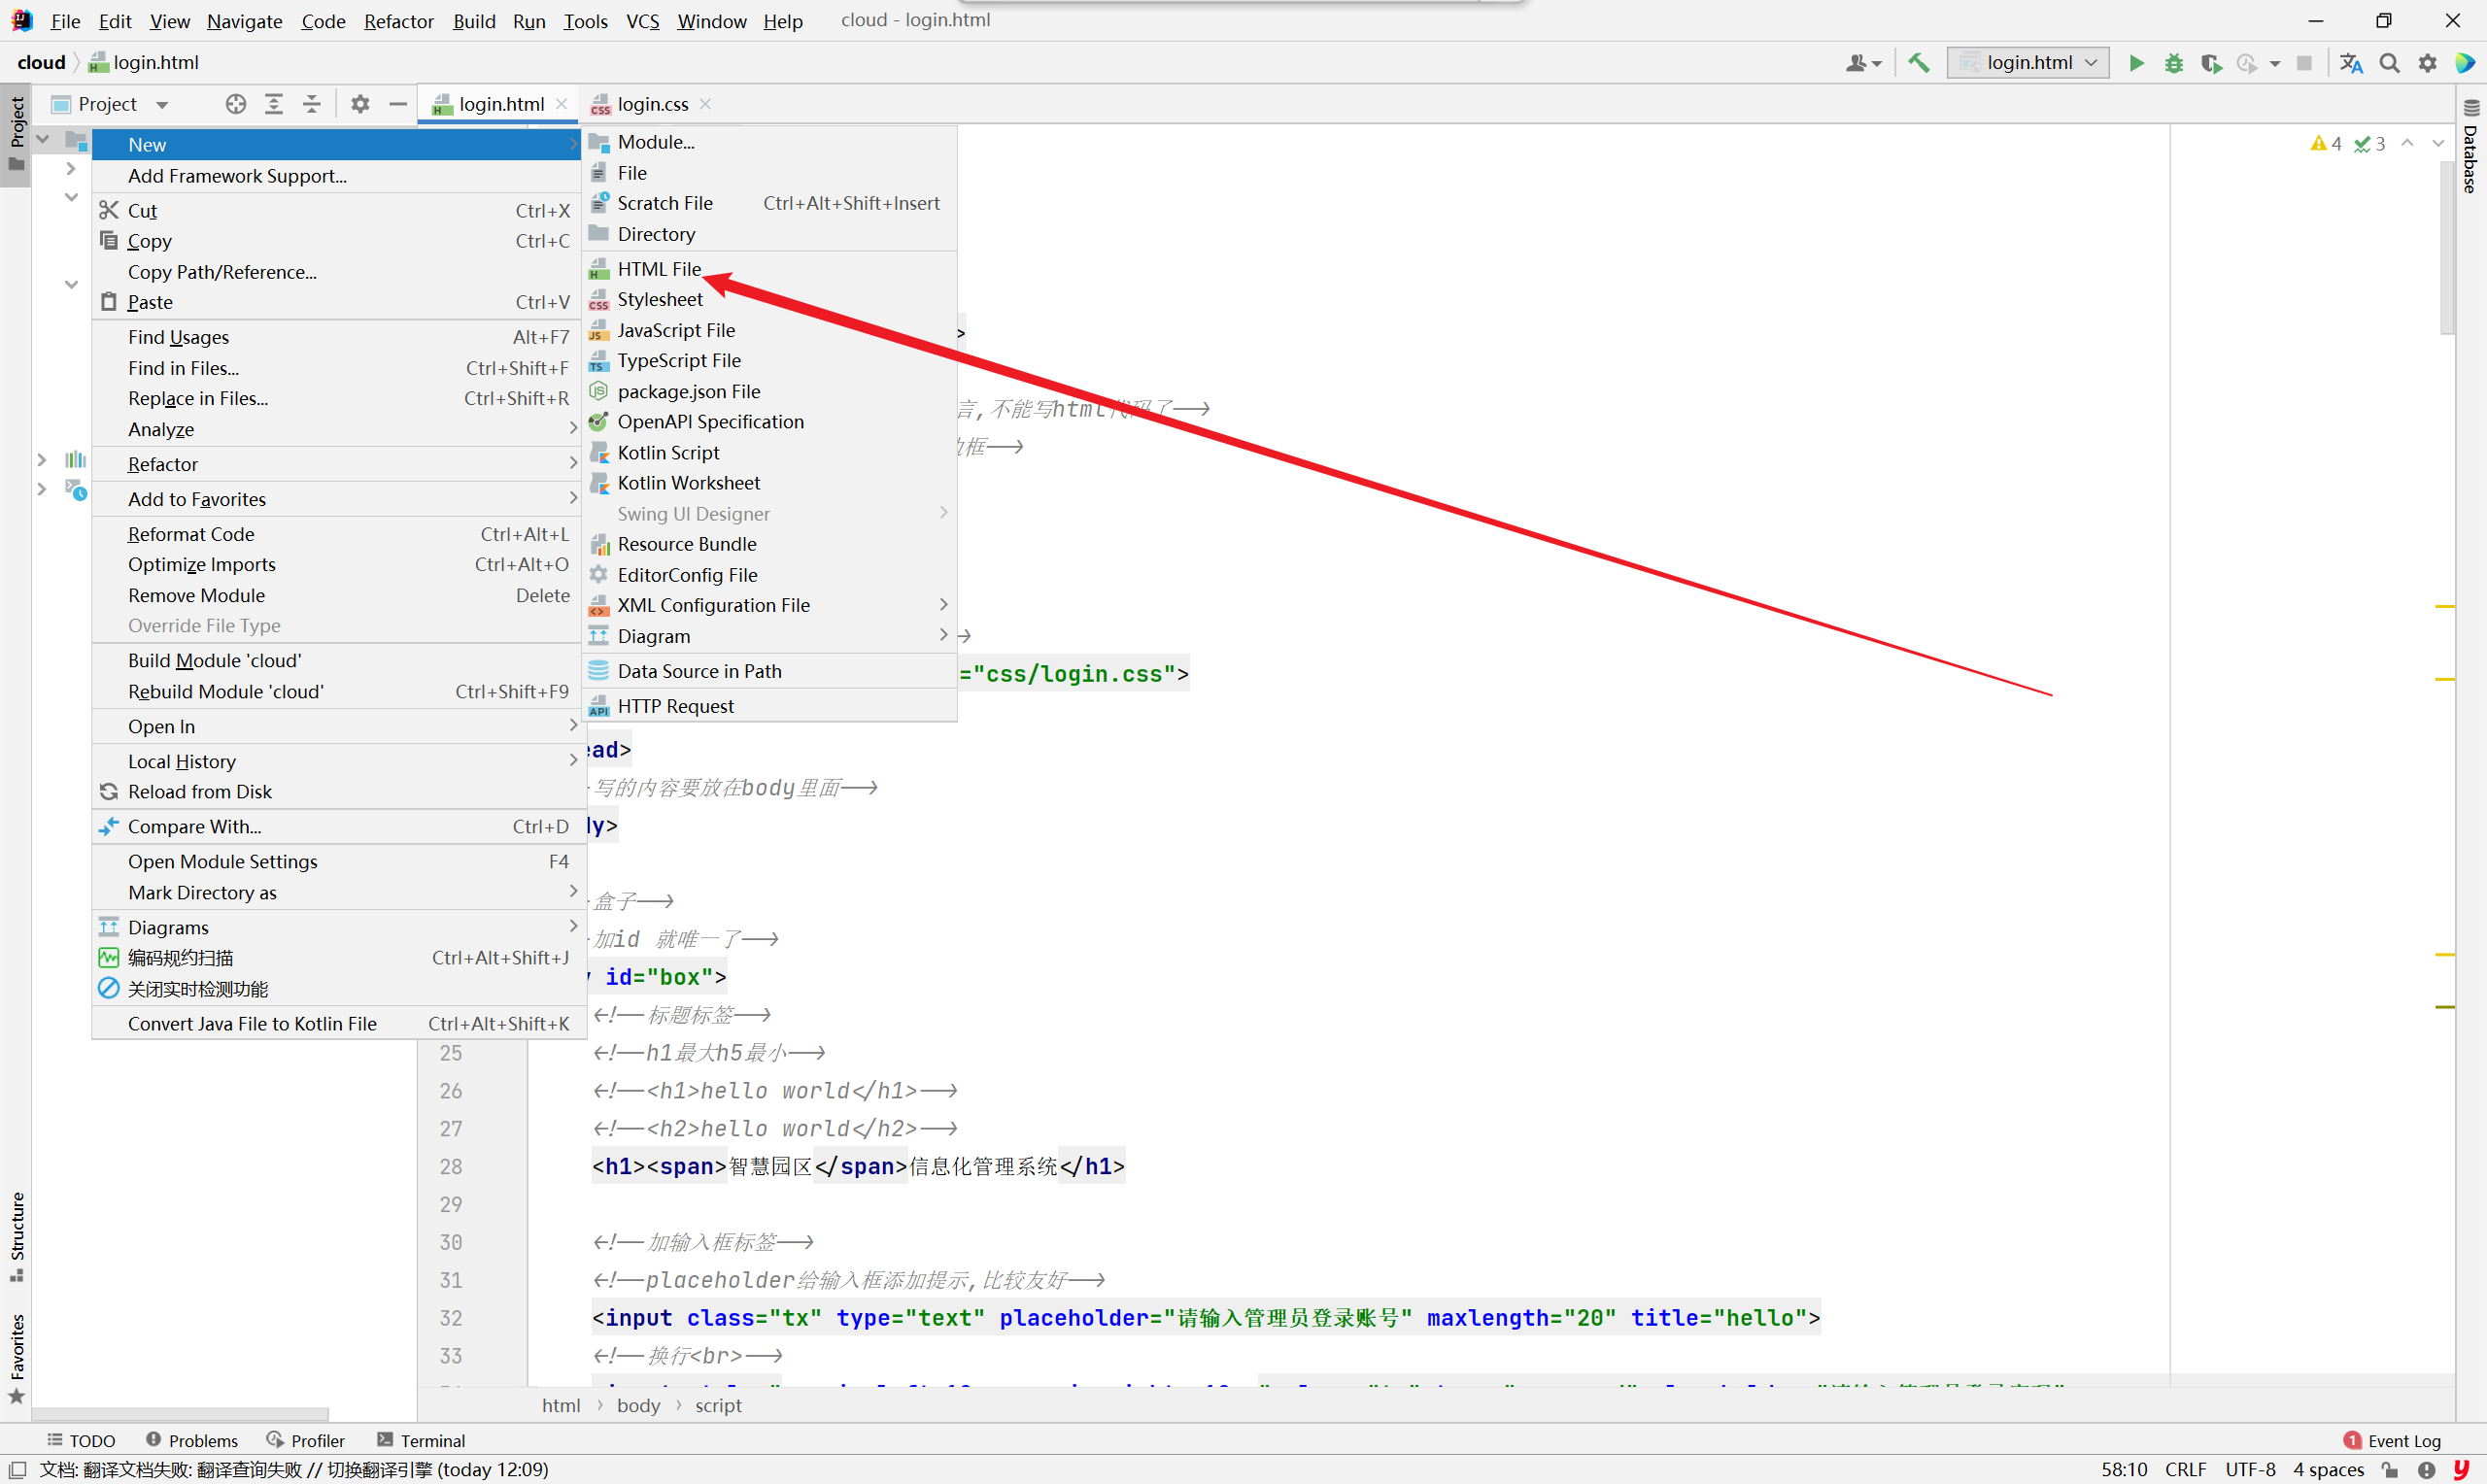 File Edit View Navigate Code Refactor Build Run Tools VCS Window Help cloud - login.html
cloud login.html login.html
Project login.html login.css
Project
Database
4 3
New
Add Framework Support...
Cut Ctrl+X
Copy Ctrl+C
Copy Path/Reference...
Paste Ctrl+V
Find Usages Alt+F7
Find in Files... Ctrl+Shift+F
Replace in Files... Ctrl+Shift+R
Analyze
Refactor
Add to Favorites
Reformat Code Ctrl+Alt+L
Optimize Imports Ctrl+Alt+O
Remove Module Delete
Override File Type
Build Module 'cloud'
Rebuild Module 'cloud' Ctrl+Shift+F9
Open In
Local History
Reload from Disk
Compare With... Ctrl+D
Open Module Settings F4
Mark Directory as
Diagrams
编码规约扫描 Ctrl+Alt+Shift+J
关闭实时检测功能
Convert Java File to Kotlin File Ctrl+Alt+Shift+K
Module...
File
Scratch File Ctrl+Alt+Shift+Insert
Directory
HTML File
Stylesheet
JavaScript File
TypeScript File
package.json File
OpenAPI Specification
Kotlin Script
Kotlin Worksheet
Swing UI Designer
Resource Bundle
EditorConfig File
XML Configuration File
Diagram
Data Source in Path
HTTP Request
>
言,不能写html代码了-->
边框-->
="css/login.css">
ead>
写的内容要放在body里面-->
dy>
盒子-->
加id 就唯一了-->
id="box">
<!--标题标签-->
25 <!--h1最大h5最小-->
26 <!--<h1>hello world</h1>-->
27 <!--<h2>hello world</h2>-->
28 <h1><span>智慧园区</span>信息化管理系统</h1>
29
30 <!--加输入框标签-->
31 <!--placeholder给输入框添加提示,比较友好-->
32 <input class="tx" type="text" placeholder="请输入管理员登录账号" maxlength="20" title="hello">
33 <!--换行<br>-->
html body script
Structure
Favorites
TODO Problems Profiler Terminal 1 Event Log
文档: 翻译文档失败: 翻译查询失败 // 切换翻译引擎 (today 12:09) 58:10 CRLF UTF-8 4 spaces